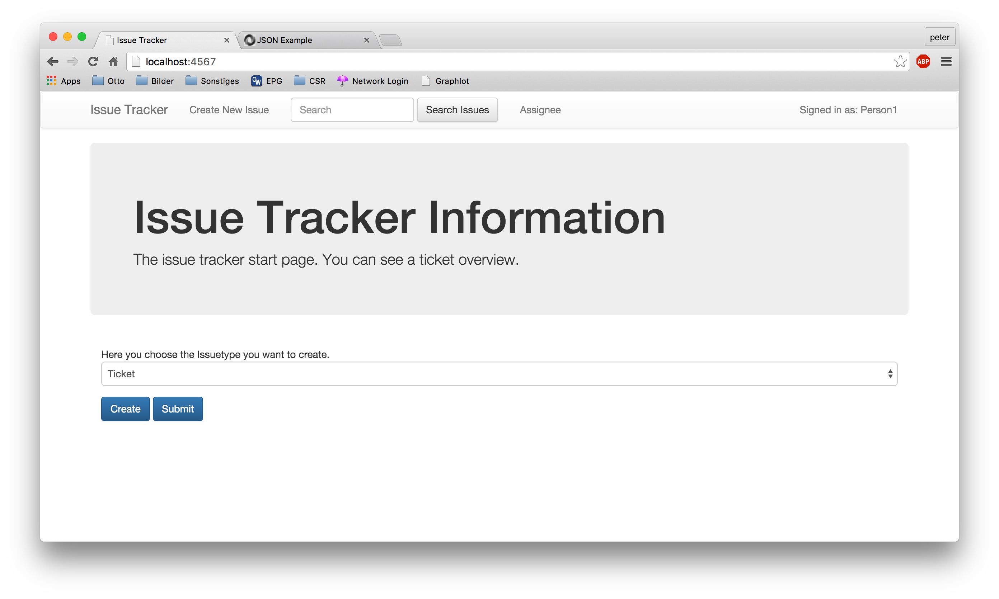 Issue Tracker
JSON Example
peter
localhost:4567
ABP
Apps Otto Bilder Sonstiges OW EPG CSR Network Login Graphlot
Issue Tracker Create New Issue Search Search Issues Assignee Signed in as: Person1
Issue Tracker Information
The issue tracker start page. You can see a ticket overview.
Here you choose the Issuetype you want to create.
Ticket
Create Submit